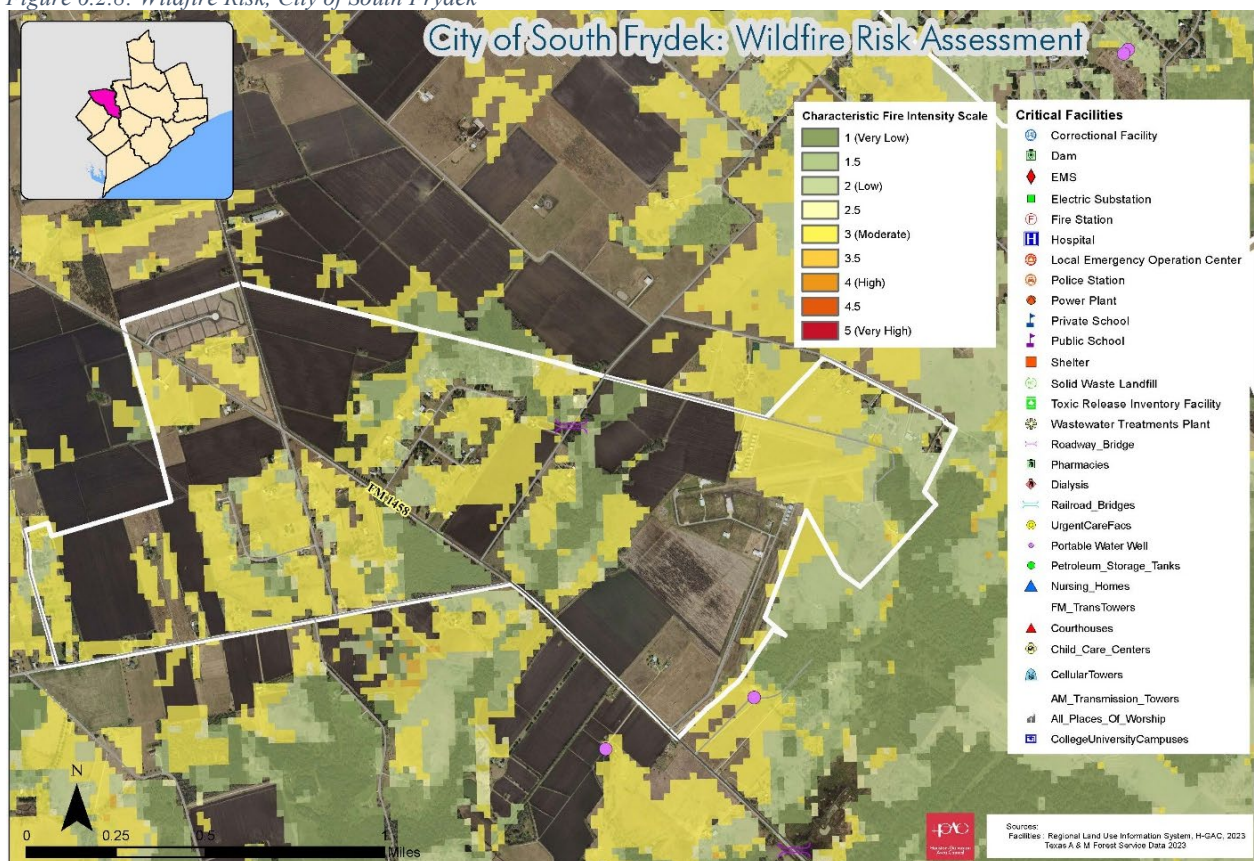 Figure 6.2.8: Wildfire Risk, City of South Frydek
City of South Frydek: Wildfire Risk Assessment
Characteristic Fire Intensity Scale
1 (Very Low)
1.5
2 (Low)
2.5
3 (Moderate)
3.5
4 (High)
4.5
5 (Very High)
Critical Facilities
Correctional Facility
Dam
EMS
Electric Substation
F Fire Station
H Hospital
Local Emergency Operation Center
Police Station
Power Plant
Private School
Public School
Shelter
Solid Waste Landfill
Toxic Release Inventory Facility
Wastewater Treatments Plant
Roadway_Bridge
Pharmacies
Dialysis
Railroad_Bridges
UrgentCareFacs
Portable Water Well
Petroleum_Storage_Tanks
Nursing_Homes
FM_TransTowers
Courthouses
Child_Care_Centers
CellularTowers
AM_Transmission_Towers
All_Places_Of_Worship
CollegeUniversityCampuses
FM 1458
N
0 0.25 0.5 1
Miles
Sources:
Facilities: Regional Land Use Information System, H-GAC, 2023
Texas A & M Forest Service Data 2023